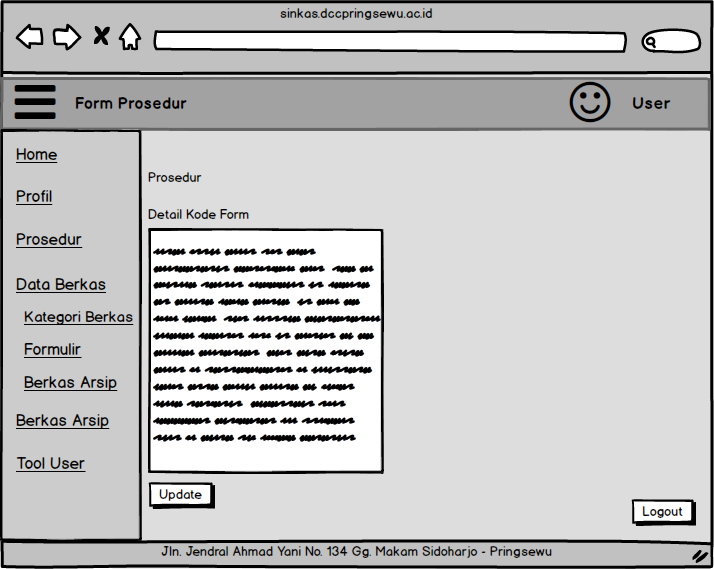 sinkas.dccpringsewu.ac.id
Form Prosedur
User
Home
Profil
Prosedur
Data Berkas
Kategori Berkas
Formulir
Berkas Arsip
Berkas Arsip
Tool User
Prosedur
Detail Kode Form
Update
Logout
Jln. Jendral Ahmad Yani No. 134 Gg. Makam Sidoharjo - Pringsewu